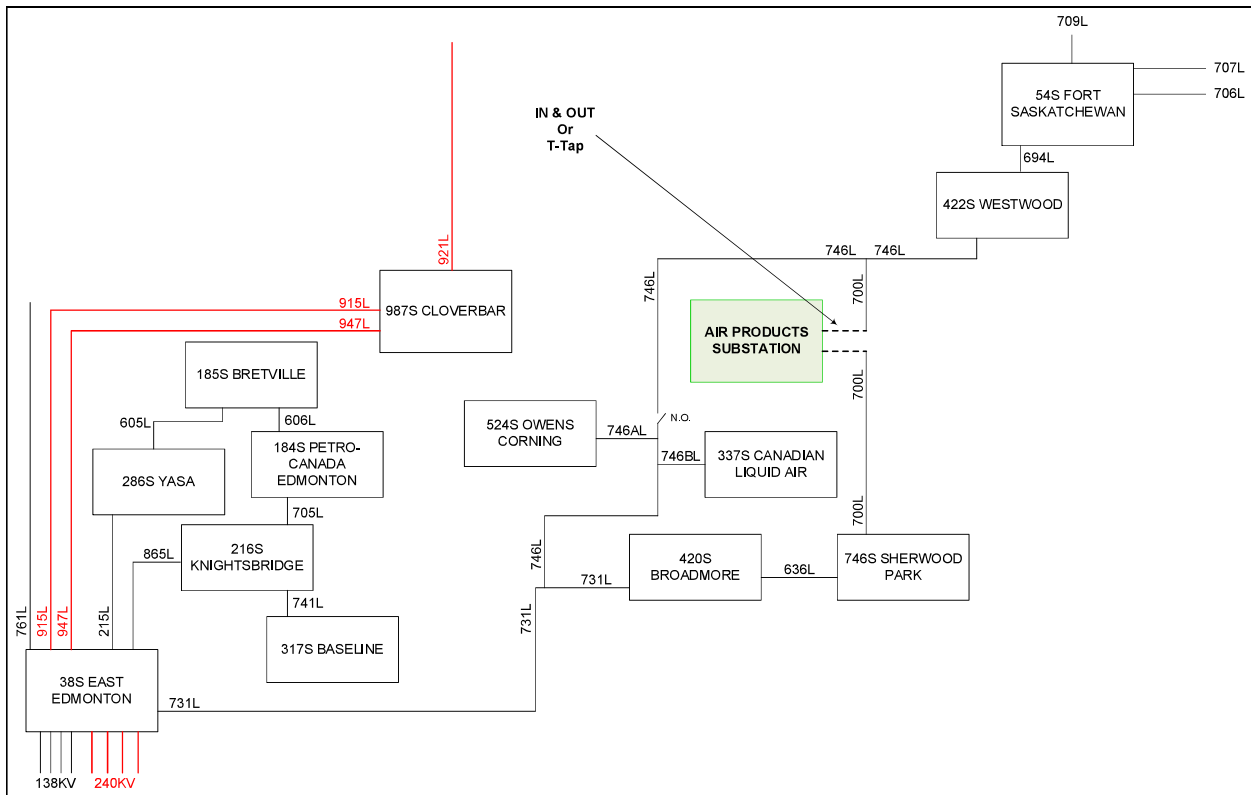 709L
707L
54S FORT
SASKATCHEWAN
706L
IN & OUT
Or
T-Tap
694L
422S WESTWOOD
921L
746L
746L
746L
700L
915L
987S CLOVERBAR
947L
AIR PRODUCTS
SUBSTATION
185S BRETVILLE
700L
605L
606L
N.O.
524S OWENS
CORNING
746AL
184S PETRO-
CANADA
EDMONTON
746BL
337S CANADIAN
LIQUID AIR
286S YASA
705L
700L
865L
216S
KNIGHTSBRIDGE
746L
420S
BROADMORE
636L
746S SHERWOOD
PARK
731L
741L
731L
761L
915L
947L
215L
317S BASELINE
38S EAST
EDMONTON
731L
138KV
240KV